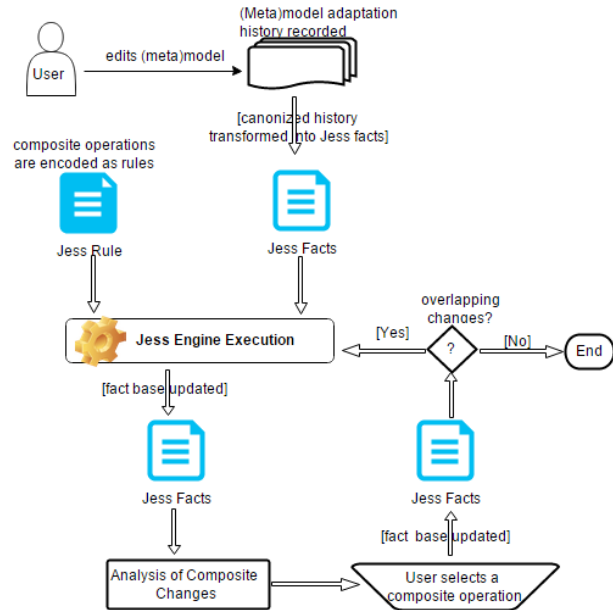 (Meta)model adaptation
history recorded
edits (meta)model
User
[canonized history
transformed into Jess facts]
composite operations
are encoded as rules
Jess Rule
Jess Facts
overlapping
changes?
Jess Engine Execution
[Yes]
?
[No]
End
[fact base updated]
Jess Facts
Jess Facts
[fact base updated]
Analysis of Composite
Changes
User selects a
composite operation